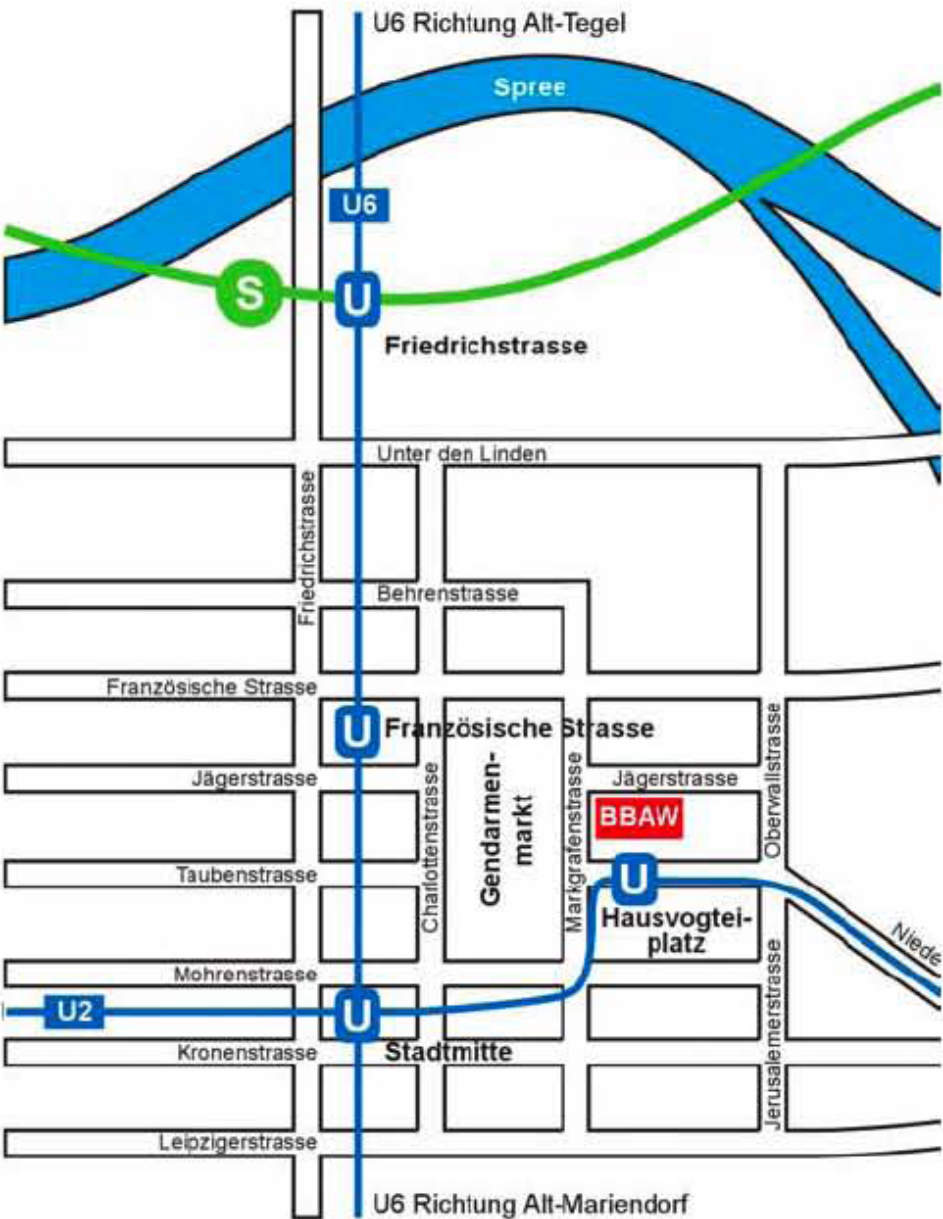 U6 Richtung Alt-Tegel
Spree
U6
S
U
Friedrichstrasse
Unter den Linden
Friedrichstrasse
Behrenstrasse
Französische Strasse
U
Französische Strasse
Jägerstrasse
Jägerstrasse
Charlottenstrasse
Gendarmen-
markt
Markgrafenstrasse
BBAW
Oberwallstrasse
Taubenstrasse
U
Hausvogtei-
platz
Niede
Mohrenstrasse
U2
U
Stadtmitte
Kronenstrasse
Jerusalemerstrasse
Leipzigerstrasse
U6 Richtung Alt-Mariendorf